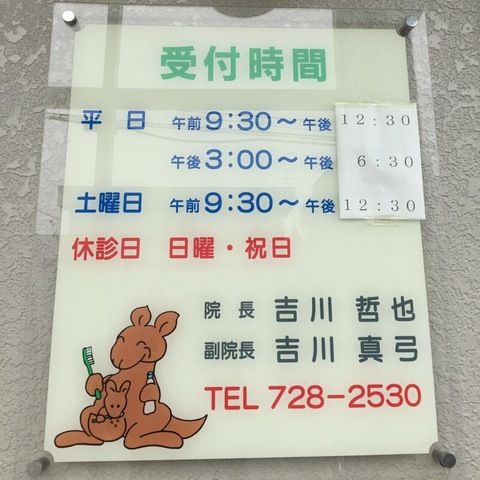 受付時間
平日 午前9:30~午後 12:30
午後3:00~午後 6:30
土曜日 午前9:30~午後 12:30
休診日 日曜・祝日
院長 吉川 哲也
副院長 吉川 真弓
TEL 728-2530